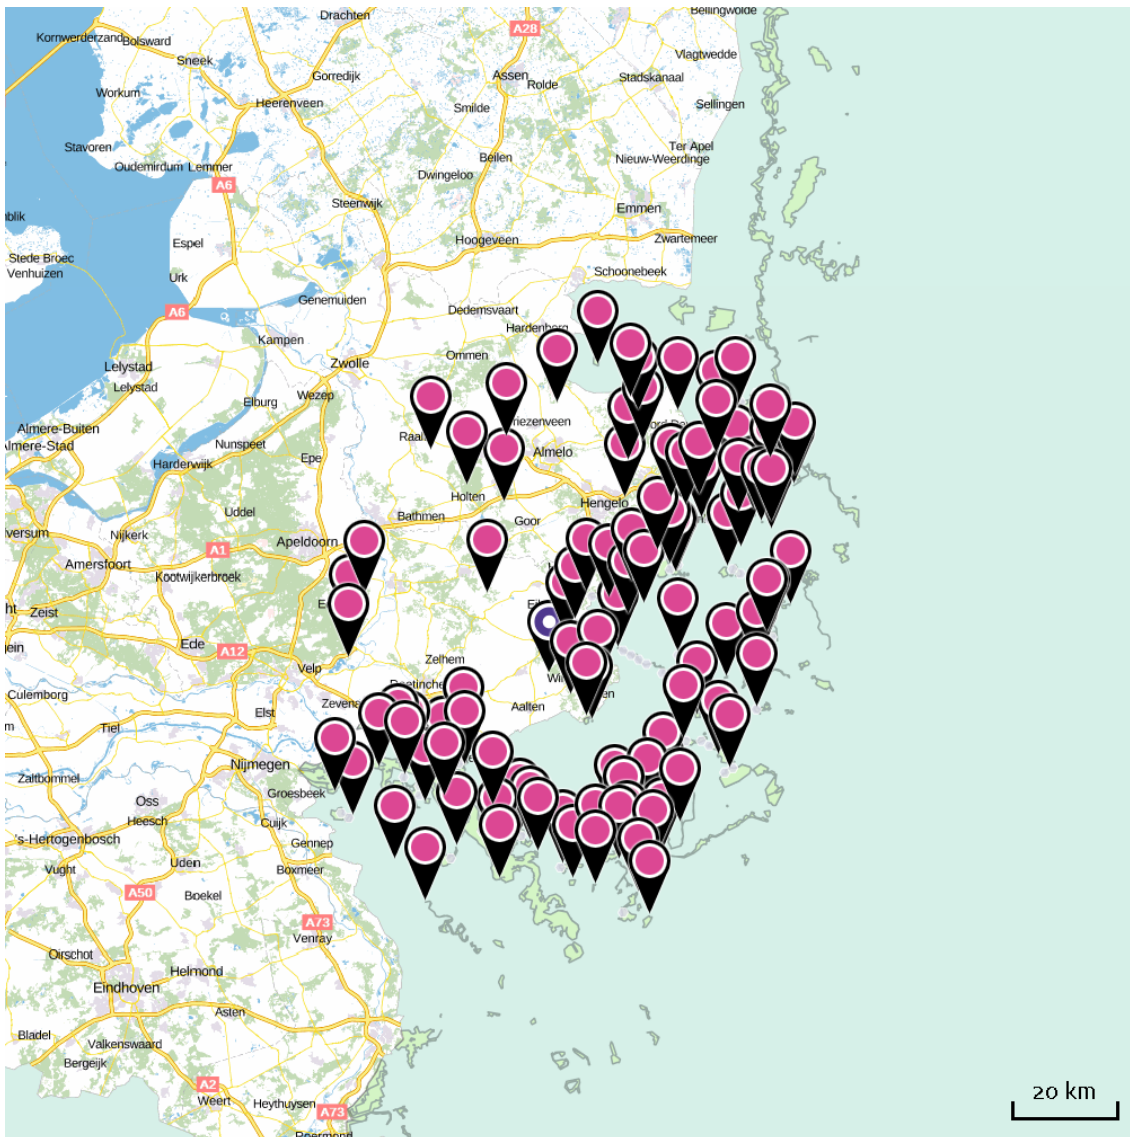 Bellingwolde
Drachten
A28
Kornwerderzand
Bolsward
Vlagtwedde
Sneek
Gorredijk
Assen
Rolde
Stadskanaal
Workum
Heerenveen
Smilde
Sellingen
Stavoren
Ter Apel
Beilen
Nieuw-Weerdinge
Oudemirdum
Lemmer
Dwingeloo
A6
Steenwijk
Emmen
Espel
Hoogeveen
Zwartemeer
Stede Broec
Venhuizen
Urk
Schoonebeek
Genemuiden
A6
Dedemsvaart
Kampen
Ommen
Zwolle
Lelystad
Lelystad
Wezep
Elburg
Almere-Buiten
Nunspeet
Almelo
Harderwijk
Epe
Holten
Hengelo
Uddel
Bathmen
Goor
Nijkerk
A1
Apeldoorn
Amersfoort
Kootwijkerbroek
Zeist
Ede
A12
Zelhem
Velp
Culemborg
Aalten
Elst
Tiel
Nijmegen
Zaltbommel
Groesbeek
Oss
Heesch
Cuijk
's-Hertogenbosch
Gennep
Uden
Vught
Boxmeer
A50
Boekel
A73
Venray
Oirschot
Helmond
Eindhoven
Asten
Bladel
Valkenswaard
Bergeijk
A2
Weert
Heythuysen
A73
Roermond
20 km